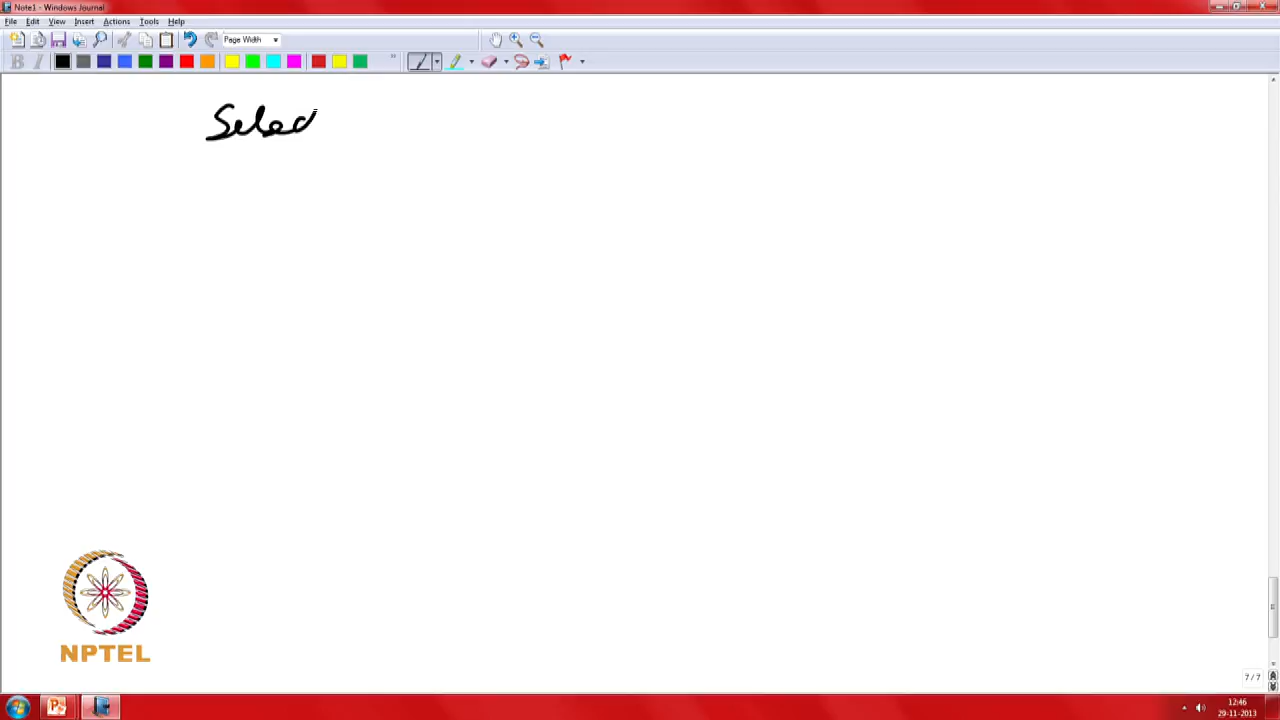 Note1 - Windows Journal
File Edit View Insert Actions Tools Help
Page Width
B I
Selec
NPTEL
7 / 7
12:46
29-11-2013